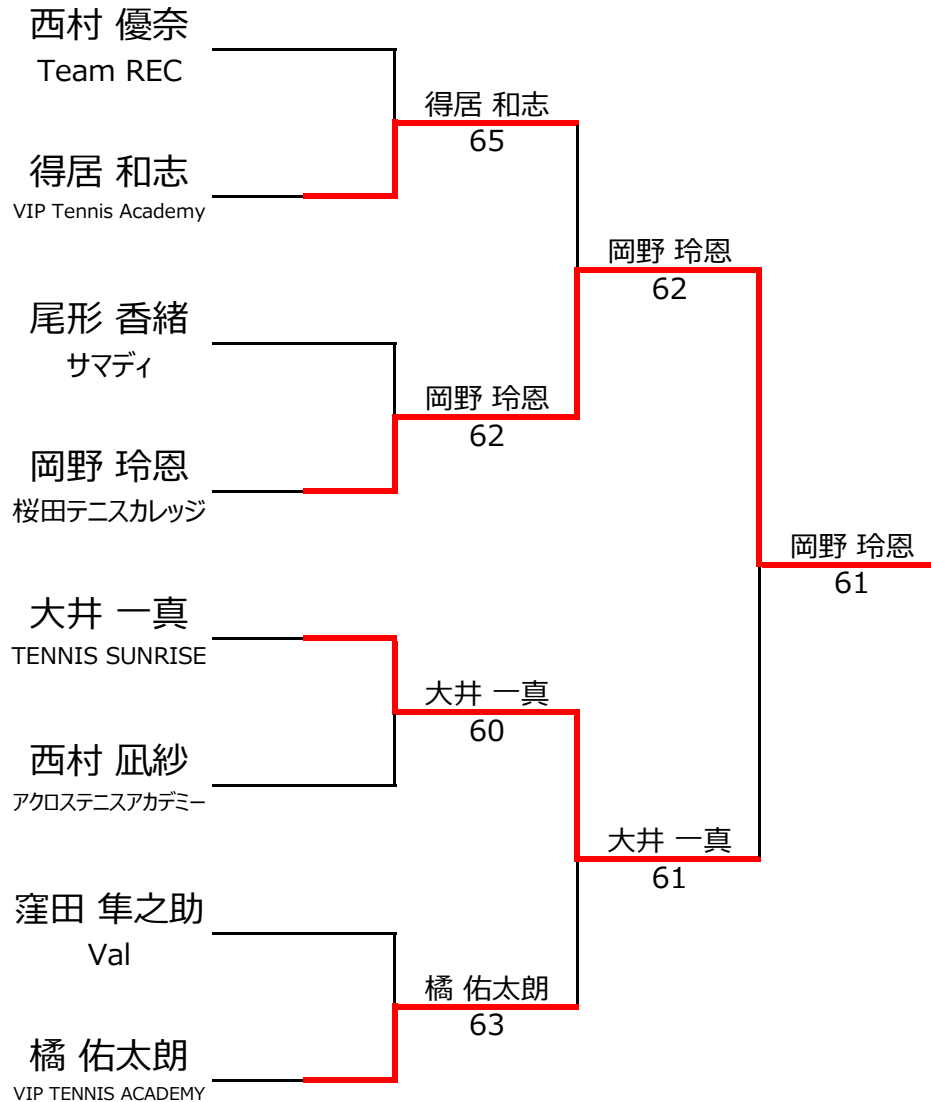 西村 優奈
Team REC
得居 和志
65
得居 和志
VIP Tennis Academy
岡野 玲恩
62
尾形 香緒
サマディ
岡野 玲恩
62
岡野 玲恩
桜田テニスカレッジ
岡野 玲恩
61
大井 一真
TENNIS SUNRISE
大井 一真
60
西村 凪紗
アクロステニスアカデミー
大井 一真
61
窪田 隼之助
Val
橘 佑太朗
63
橘 佑太朗
VIP TENNIS ACADEMY